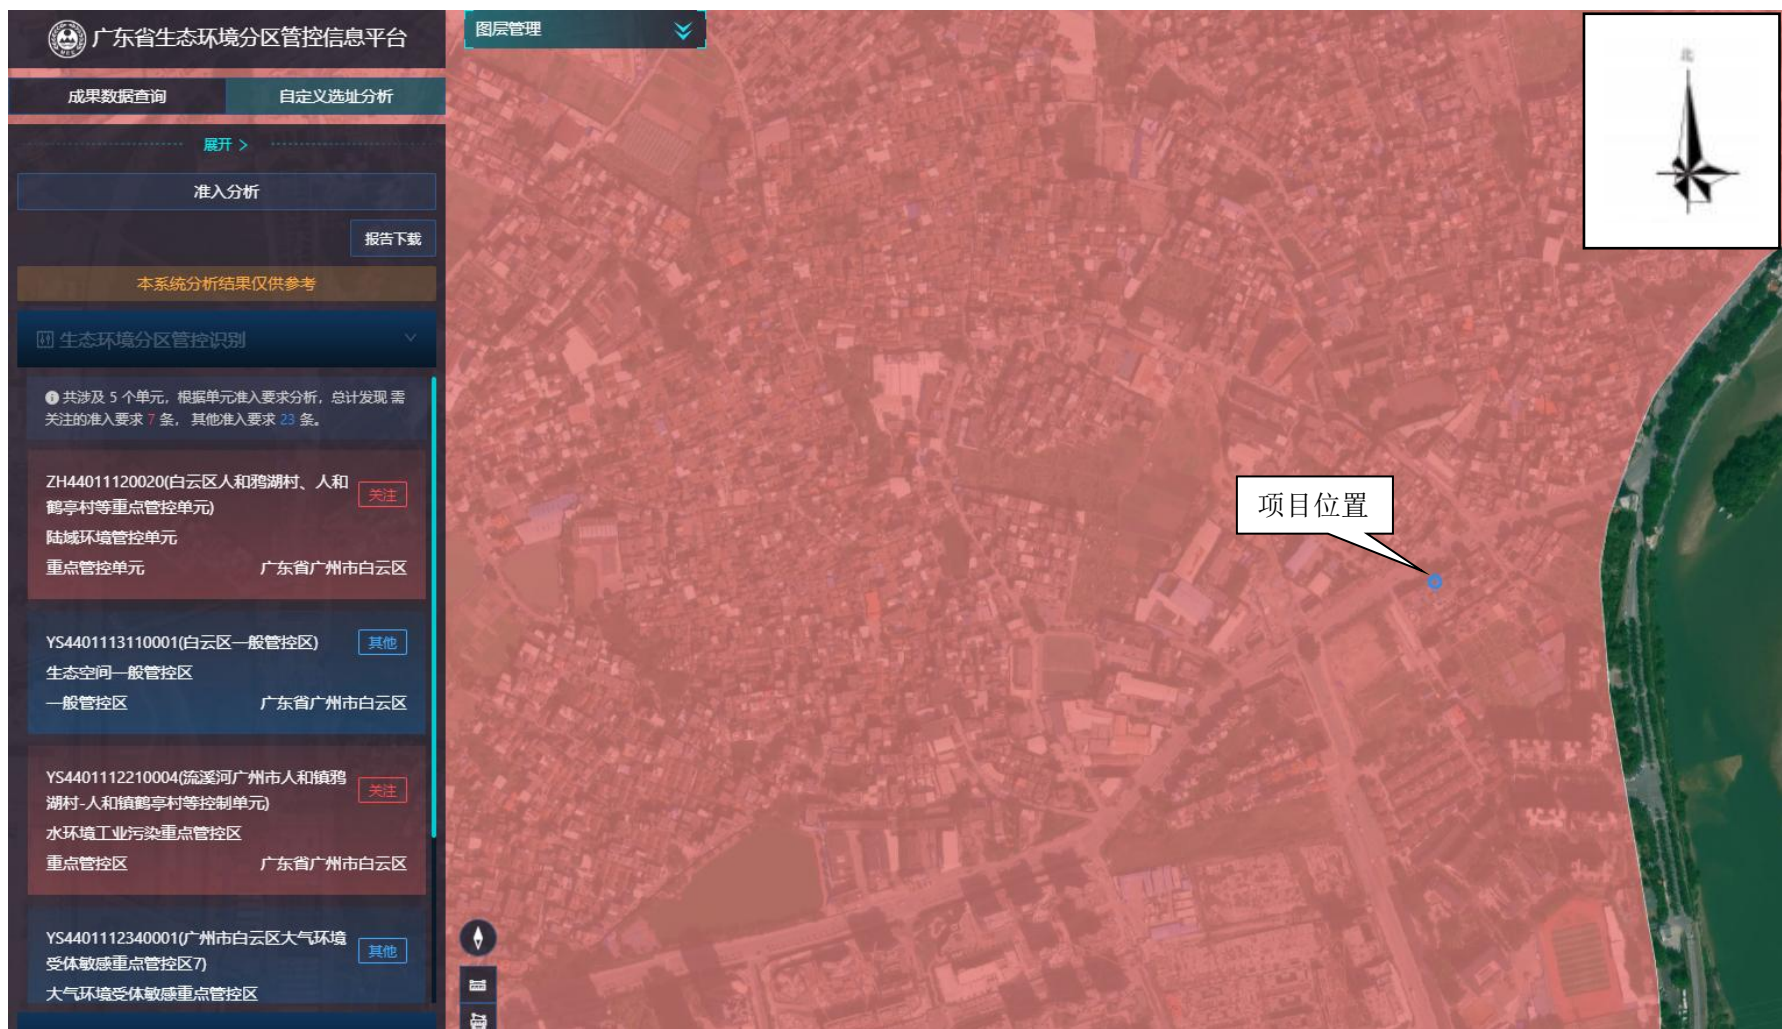 广东省生态环境分区管控信息平台
图层管理
北
成果数据查询
自定义选址分析
展开 >
准入分析
报告下载
本系统分析结果仅供参考
生态环境分区管控识别
共涉及 5 个单元，根据单元准入要求分析，总计发现 需
关注的准入要求 7 条， 其他准入要求 23 条。
ZH44011120020(白云区人和鸦湖村、人和
鹤亭村等重点管控单元)
关注
陆域环境管控单元
重点管控单元
广东省广州市白云区
YS4401113110001(白云区一般管控区)
其他
生态空间一般管控区
一般管控区
广东省广州市白云区
YS4401112210004(流溪河广州市人和镇鸦
湖村-人和镇鹤亭村等控制单元)
关注
水环境工业污染重点管控区
重点管控区
广东省广州市白云区
YS4401112340001(广州市白云区大气环境
受体敏感重点管控区7)
其他
大气环境受体敏感重点管控区
项目位置